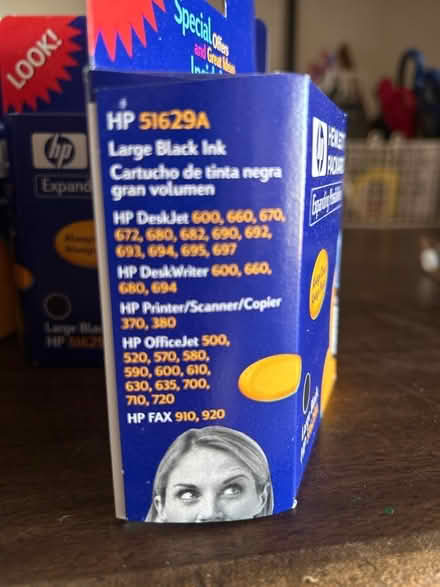 Special offers
and Great Ideas
LOOK!
hp
Large Black
HP 51629A
Large Black Ink
Cartucho de tinta negra
gran volumen
HP DeskJet 600, 660, 670,
672, 680, 682, 690, 692,
693, 694, 695, 697
HP DeskWriter 600, 660,
680, 694
HP Printer/Scanner/Copier
370, 380
HP OfficeJet 500,
520, 570, 580,
590, 600, 610,
630, 635, 700,
710, 720
HP FAX 910, 920
hp HEWLETT
PACKARD
Expanding Possibilities